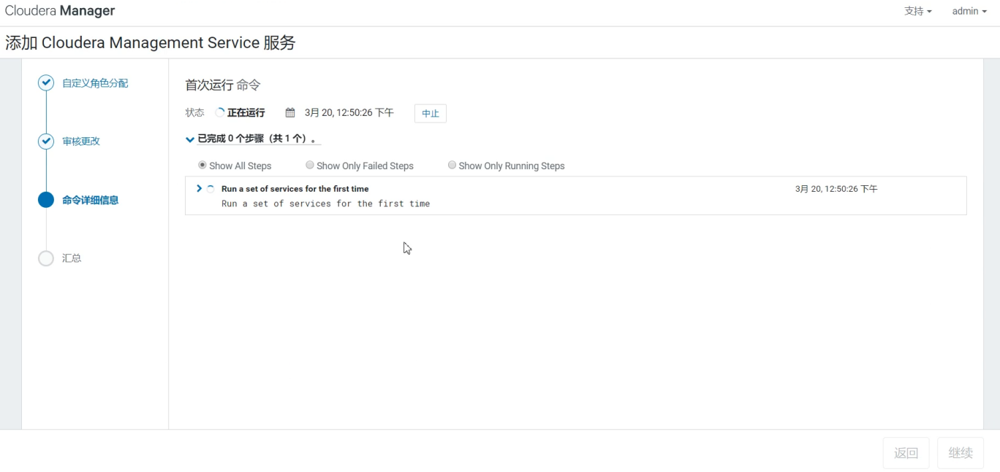 Cloudera Manager
支持 admin
添加 Cloudera Management Service 服务
自定义角色分配
审核更改
命令详细信息
汇总
首次运行 命令
状态 正在运行 3月 20, 12:50:26 下午 中止
已完成 0 个步骤（共 1 个）。
Show All Steps Show Only Failed Steps Show Only Running Steps
Run a set of services for the first time 3月 20, 12:50:26 下午
Run a set of services for the first time
返回 继续